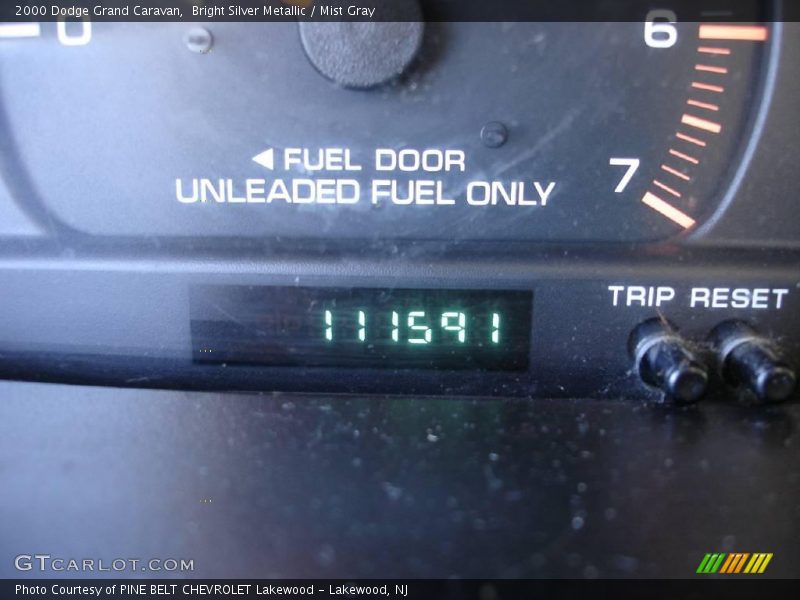 2000 Dodge Grand Caravan, Bright Silver Metallic / Mist Gray
0
6
◀ FUEL DOOR
7
UNLEADED FUEL ONLY
TRIP RESET
111591
GTCARLOT.COM
Photo Courtesy of PINE BELT CHEVROLET Lakewood - Lakewood, NJ